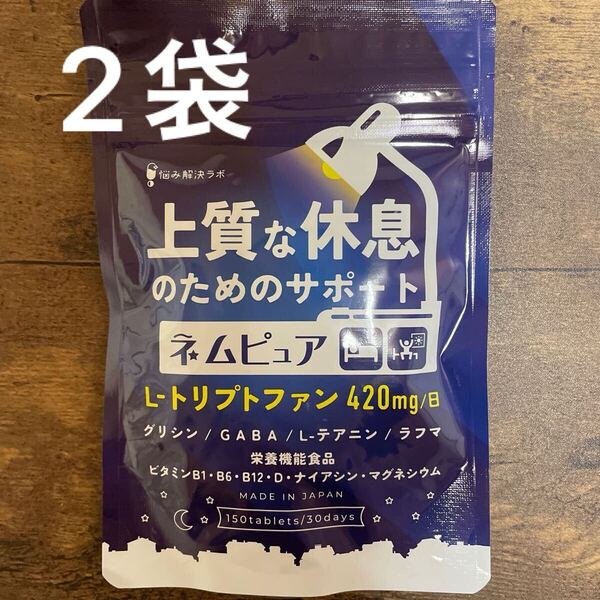 2袋
悩み解決ラボ
上質な休息
のためのサポート
ネムピュア
L-トリプトファン 420mg/日
グリシン / GABA / L-テアニン / ラフマ
栄養機能食品
ビタミンB1・B6・B12・D・ナイアシン・マグネシウム
MADE IN JAPAN
150tablets/30days